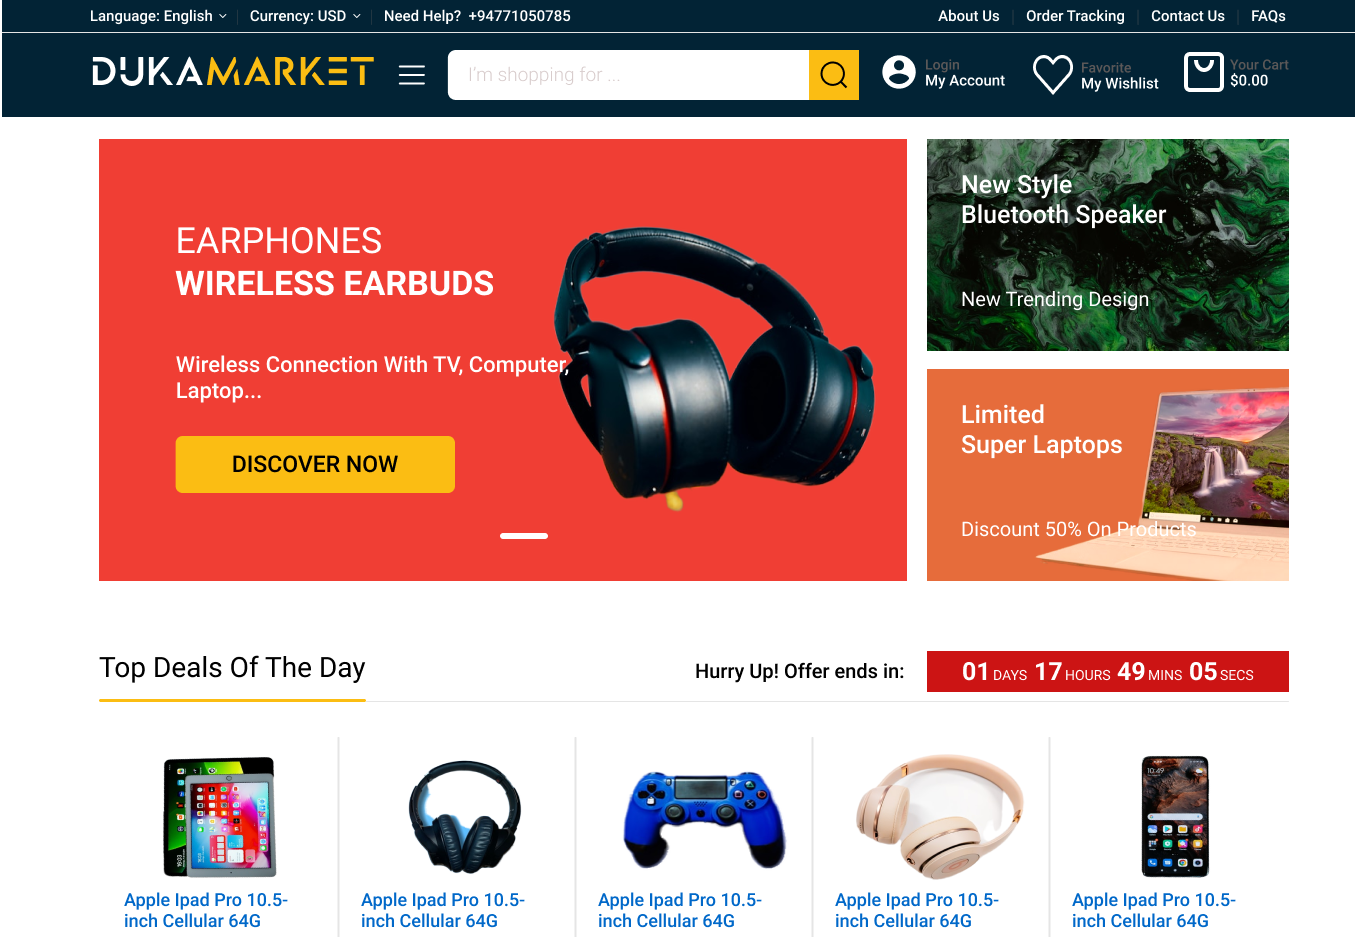 Language: English
Currency: USD
Need Help? +94771050785
About Us
Order Tracking
Contact Us
FAQs
DUKAMARKET
I'm shopping for ...
Login
My Account
Favorite
My Wishlist
Your Cart
$0.00
EARPHONES
WIRELESS EARBUDS
Wireless Connection With TV, Computer,
Laptop...
DISCOVER NOW
New Style
Bluetooth Speaker
New Trending Design
Limited
Super Laptops
Discount 50% On Products
Top Deals Of The Day
Hurry Up! Offer ends in:
01 DAYS 17 HOURS 49 MINS 05 SECS
10:49
16:03
Apple Ipad Pro 10.5-
inch Cellular 64G
Apple Ipad Pro 10.5-
inch Cellular 64G
Apple Ipad Pro 10.5-
inch Cellular 64G
Apple Ipad Pro 10.5-
inch Cellular 64G
Apple Ipad Pro 10.5-
inch Cellular 64G